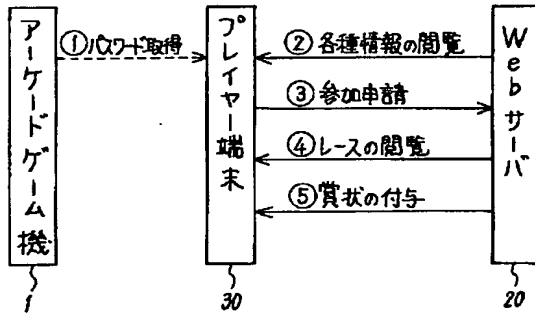 アーケードゲーム機
①パスワード取得
プレイヤー端末
②各種情報の閲覧
③参加申請
④レースの閲覧
⑤賞状の付与
Webサーバ
1
30
20